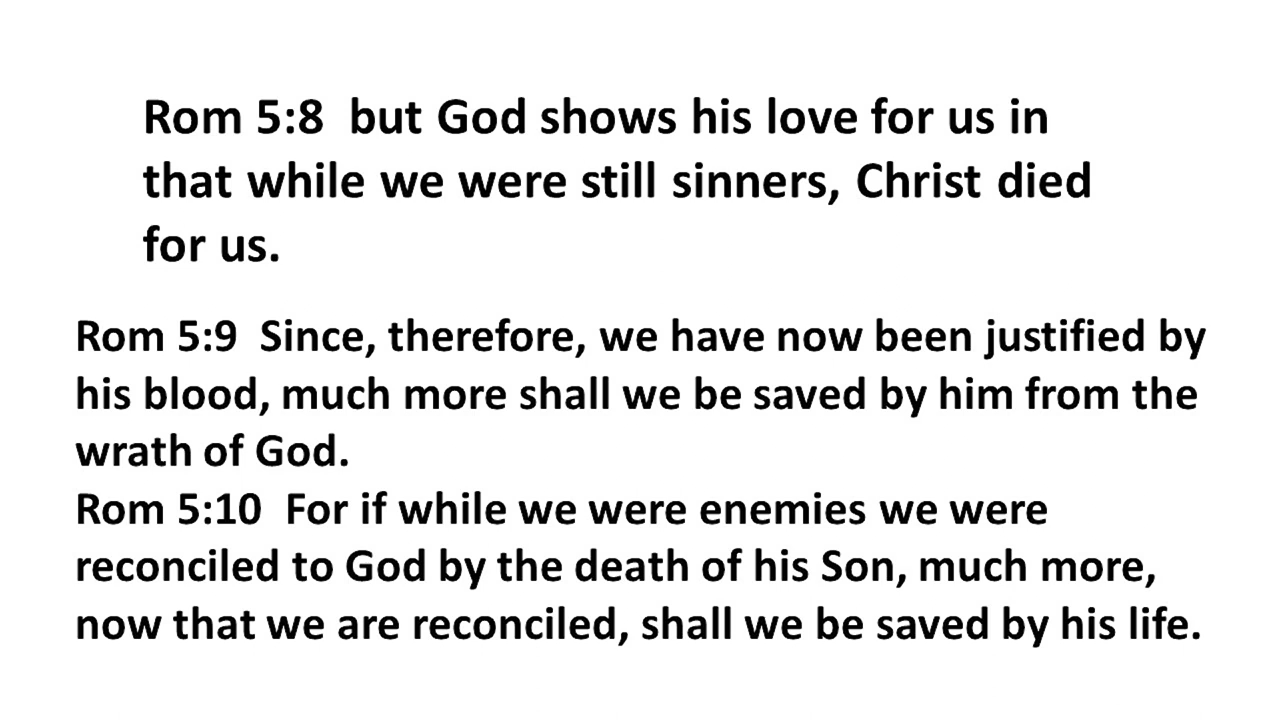 Rom 5:8  but God shows his love for us in
that while we were still sinners, Christ died
for us.
Rom 5:9  Since, therefore, we have now been justified by
his blood, much more shall we be saved by him from the
wrath of God.
Rom 5:10  For if while we were enemies we were
reconciled to God by the death of his Son, much more,
now that we are reconciled, shall we be saved by his life.